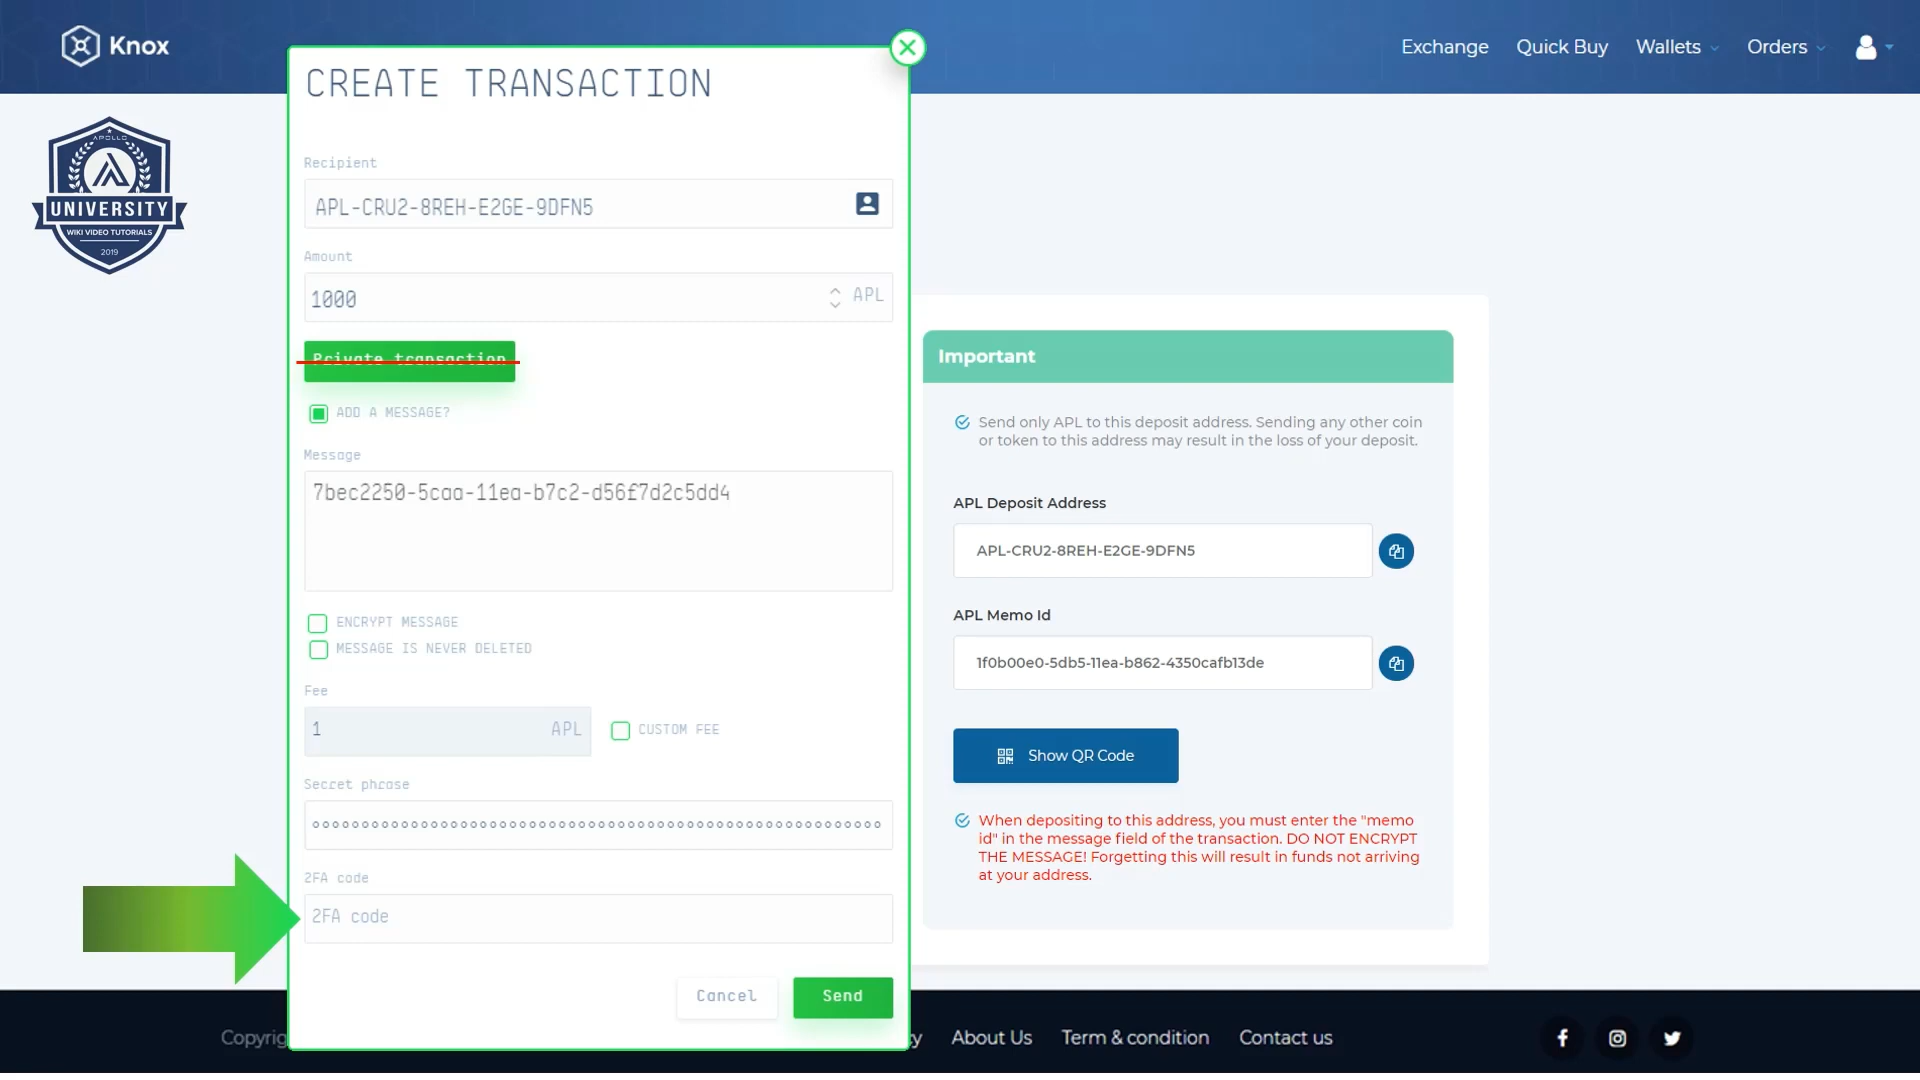 Knox
Exchange
Quick Buy
Wallets
Orders
APOLLO
UNIVERSITY
WIKI VIDEO TUTORIALS
2019
CREATE TRANSACTION
Recipient
APL-CRU2-8REH-E2GE-9DFN5
Amount
1000
APL
Private transaction
ADD A MESSAGE?
Message
7bec2250-5caa-11ea-b7c2-d56f7d2c5dd4
ENCRYPT MESSAGE
MESSAGE IS NEVER DELETED
Fee
1
APL
CUSTOM FEE
Secret phrase
2FA code
2FA code
Cancel
Send
Important
Send only APL to this deposit address. Sending any other coin
or token to this address may result in the loss of your deposit.
APL Deposit Address
APL-CRU2-8REH-E2GE-9DFN5
APL Memo Id
1f0b00e0-5db5-11ea-b862-4350cafb13de
Show QR Code
When depositing to this address, you must enter the "memo
id" in the message field of the transaction. DO NOT ENCRYPT
THE MESSAGE! Forgetting this will result in funds not arriving
at your address.
About Us
Term & condition
Contact us